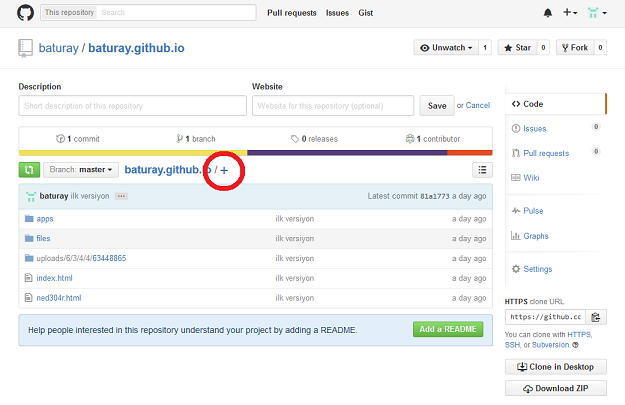 This repository Search Pull requests Issues Gist
baturay / baturay.github.io Unwatch 1 Star 0 Fork 0
Description Website
Short description of this repository Website for this repository (optional) Save or Cancel
1 commit 1 branch 0 releases 1 contributor
Branch: master baturay.github.io / +
baturay ilk versiyon ... Latest commit 81a1773 a day ago
apps ilk versiyon a day ago
files ilk versiyon a day ago
uploads/6/3/4/4/63448865 ilk versiyon a day ago
index.html ilk versiyon a day ago
ned304r.html ilk versiyon a day ago
Help people interested in this repository understand your project by adding a README. Add a README
Code
Issues 0
Pull requests 0
Wiki
Pulse
Graphs
Settings
HTTPS clone URL
https://github.cc
You can clone with HTTPS,
SSH, or Subversion.
Clone in Desktop
Download ZIP